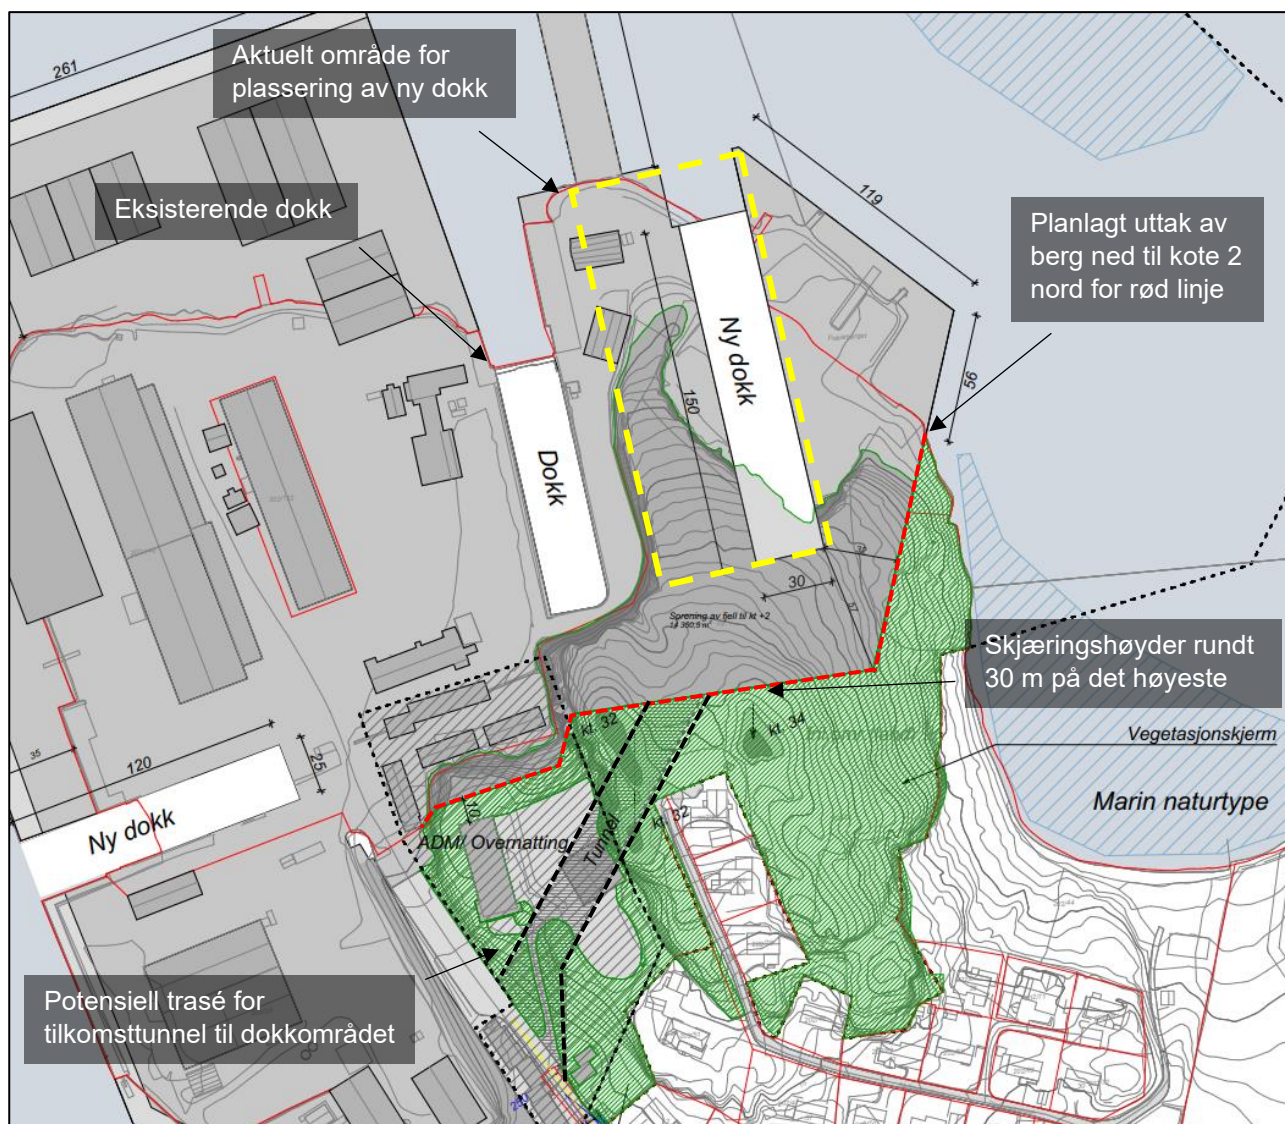 261
Aktuelt område for
plassering av ny dokk
Eksisterende dokk
119
Planlagt uttak av
berg ned til kote 2
nord for rød linje
56
Ny dokk
150
Dokk
30
Sprening av fjell til kt +2
Skjæringshøyder rundt
30 m på det høyeste
kt. 32
kt. 34
Vegetasjonskjerm
Marin naturtype
35
120
25
Ny dokk
kt. 32
ADM/ Overnatting
Tunnel
Potensiell trasé for
tilkomsttunnel til dokkområdet